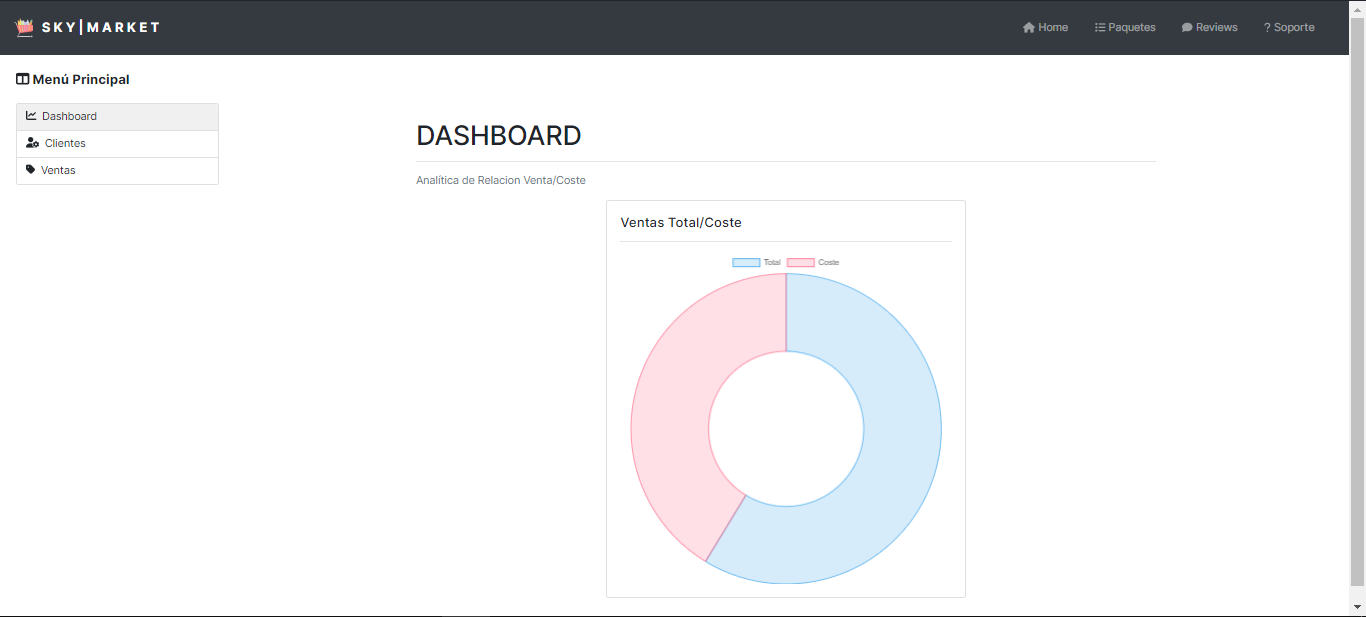 SKY|MARKET
Home Paquetes Reviews ? Soporte
Menú Principal
Dashboard
Clientes
Ventas
DASHBOARD
Analítica de Relacion Venta/Coste
Ventas Total/Coste
Total Coste